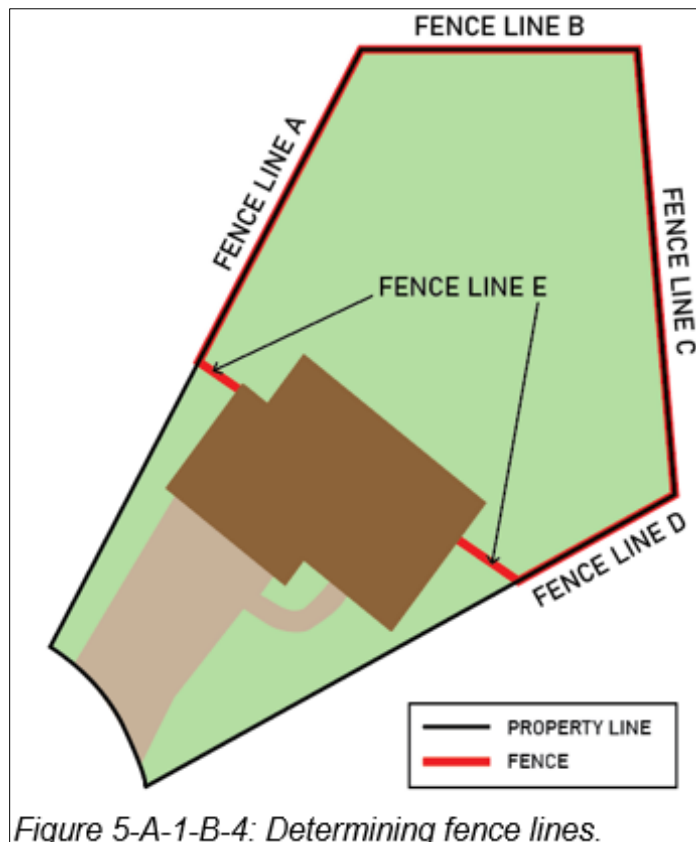 FENCE LINE B
FENCE LINE A
FENCE LINE C
FENCE LINE E
FENCE LINE D
PROPERTY LINE
FENCE
Figure 5-A-1-B-4: Determining fence lines.